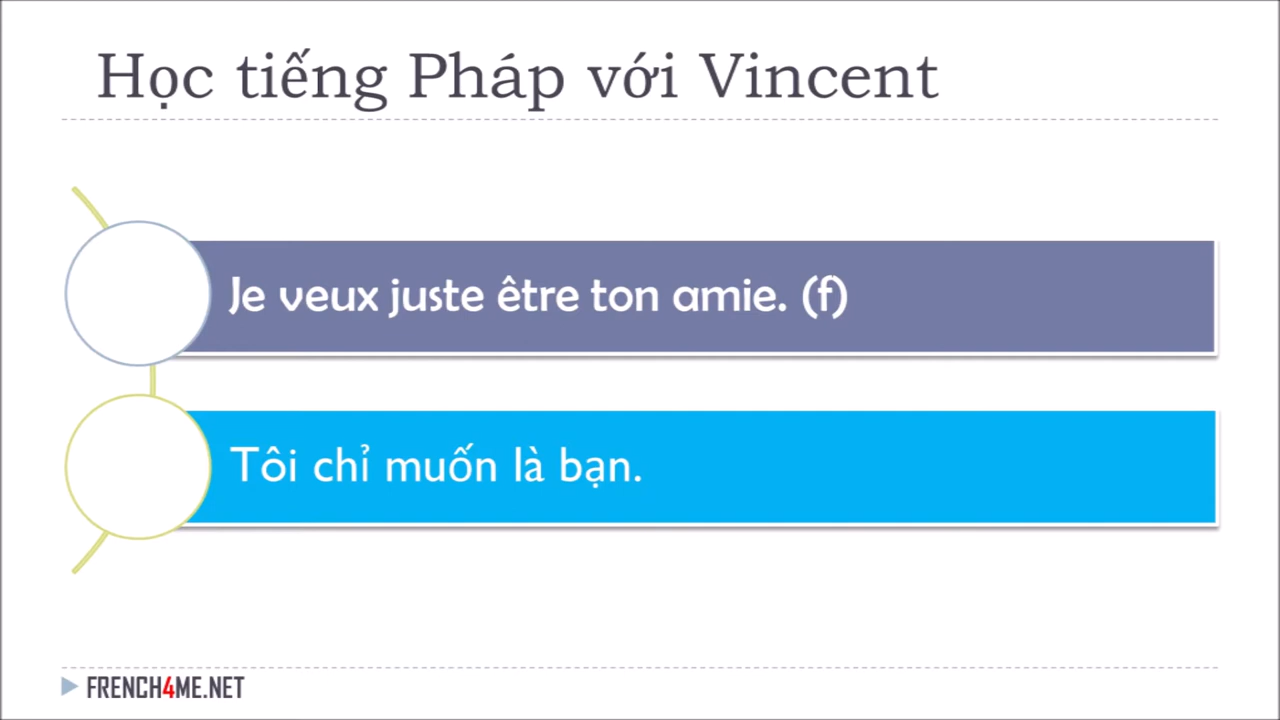 Học tiếng Pháp với Vincent
Je veux juste être ton amie. (f)
Tôi chỉ muốn là bạn.
FRENCH4ME.NET